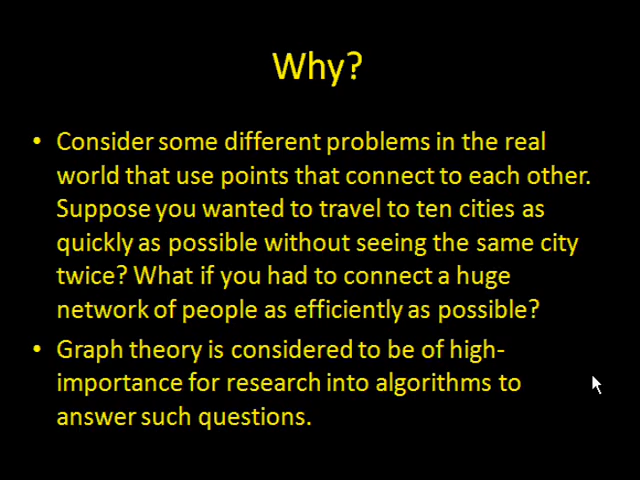 Why?
• Consider some different problems in the real
world that use points that connect to each other.
Suppose you wanted to travel to ten cities as
quickly as possible without seeing the same city
twice? What if you had to connect a huge
network of people as efficiently as possible?
• Graph theory is considered to be of high-
importance for research into algorithms to
answer such questions.